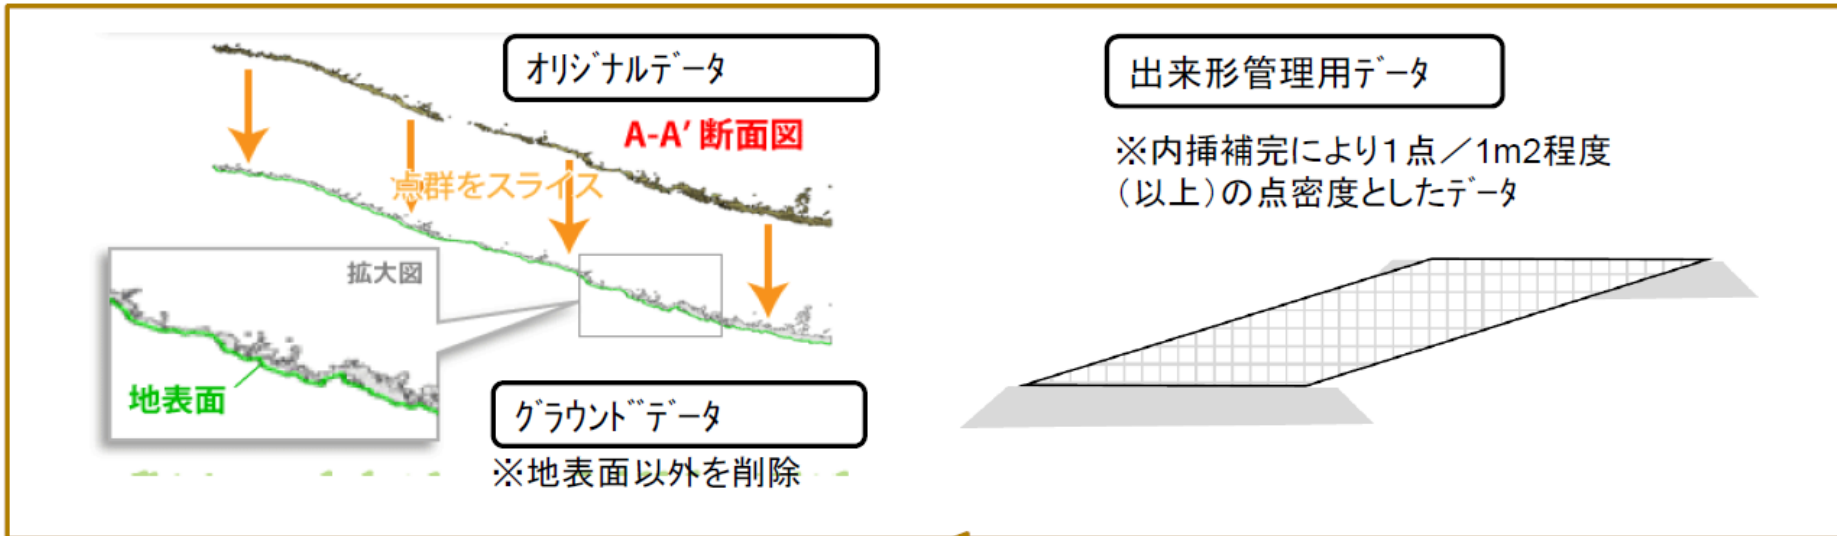 オリジナルデータ
A-A' 断面図
点群をスライス
拡大図
地表面
グラウンドデータ
※地表面以外を削除
出来形管理用データ
※内挿補完により1点／1m2程度
（以上）の点密度としたデータ